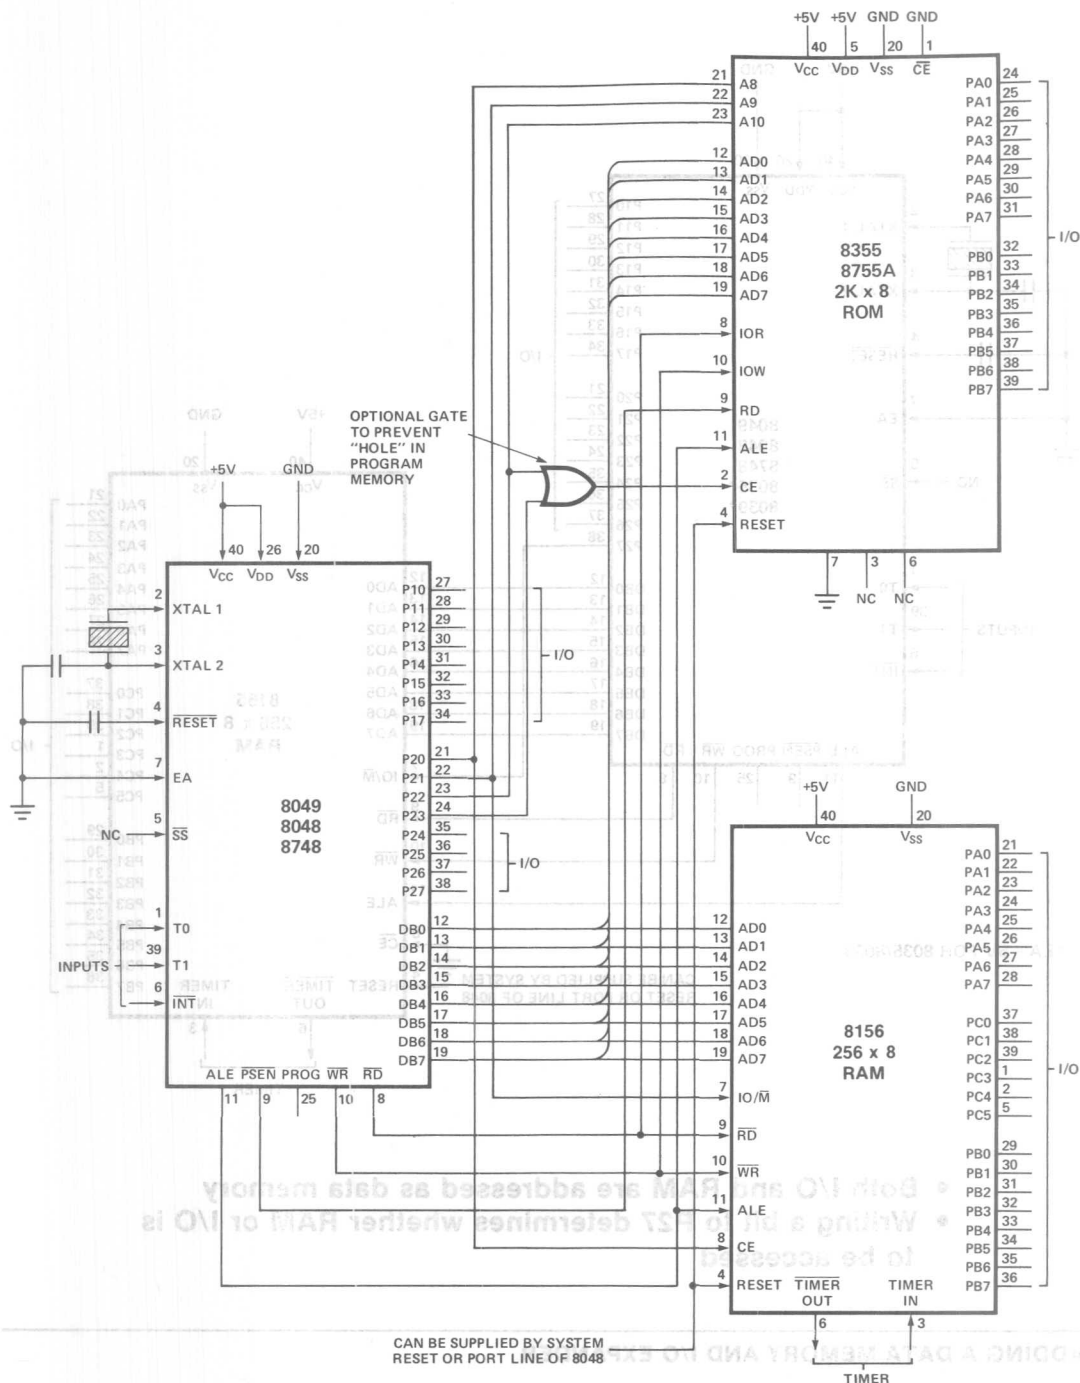 +5V +5V GND GND
40 5 20 1
VCC VDD VSS CE
21 A8
22 A9
23 A10
12 AD0
13 AD1
14 AD2
15 AD3
16 AD4
17 AD5
18 AD6
19 AD7
8 IOR
10 IOW
9 RD
11 ALE
2 CE
4 RESET
8355
8755A
2K x 8
ROM
PA0 24
PA1 25
PA2 26
PA3 27
PA4 28
PA5 29
PA6 30
PA7 31
PB0 32
PB1 33
PB2 34
PB3 35
PB4 36
PB5 37
PB6 38
PB7 39
I/O
7 3 6
NC NC
OPTIONAL GATE
TO PREVENT
"HOLE" IN
PROGRAM
MEMORY
+5V GND
40 26 20
VCC VDD VSS
2 XTAL 1
3 XTAL 2
4 RESET
7 EA
NC 5 SS
1 T0
INPUTS 39 T1
6 INT
8049
8048
8748
P10 27
P11 28
P12 29
P13 30
P14 31
P15 32
P16 33
P17 34
I/O
P20 21
P21 22
P22 23
P23 24
P24 35
P25 36
P26 37
P27 38
I/O
DB0 12
DB1 13
DB2 14
DB3 15
DB4 16
DB5 17
DB6 18
DB7 19
ALE PSEN PROG WR RD
11 9 25 10 8
+5V GND
40 20
VCC VSS
12 AD0
13 AD1
14 AD2
15 AD3
16 AD4
17 AD5
18 AD6
19 AD7
7 IO/M
9 RD
10 WR
11 ALE
8 CE
4 RESET
8156
256 x 8
RAM
PA0 21
PA1 22
PA2 23
PA3 24
PA4 25
PA5 26
PA6 27
PA7 28
PC0 37
PC1 38
PC2 39
PC3 1
PC4 2
PC5 5
PB0 29
PB1 30
PB2 31
PB3 32
PB4 33
PB5 34
PB6 35
PB7 36
I/O
TIMER TIMER
OUT IN
6 3
TIMER
CAN BE SUPPLIED BY SYSTEM
RESET OR PORT LINE OF 8048